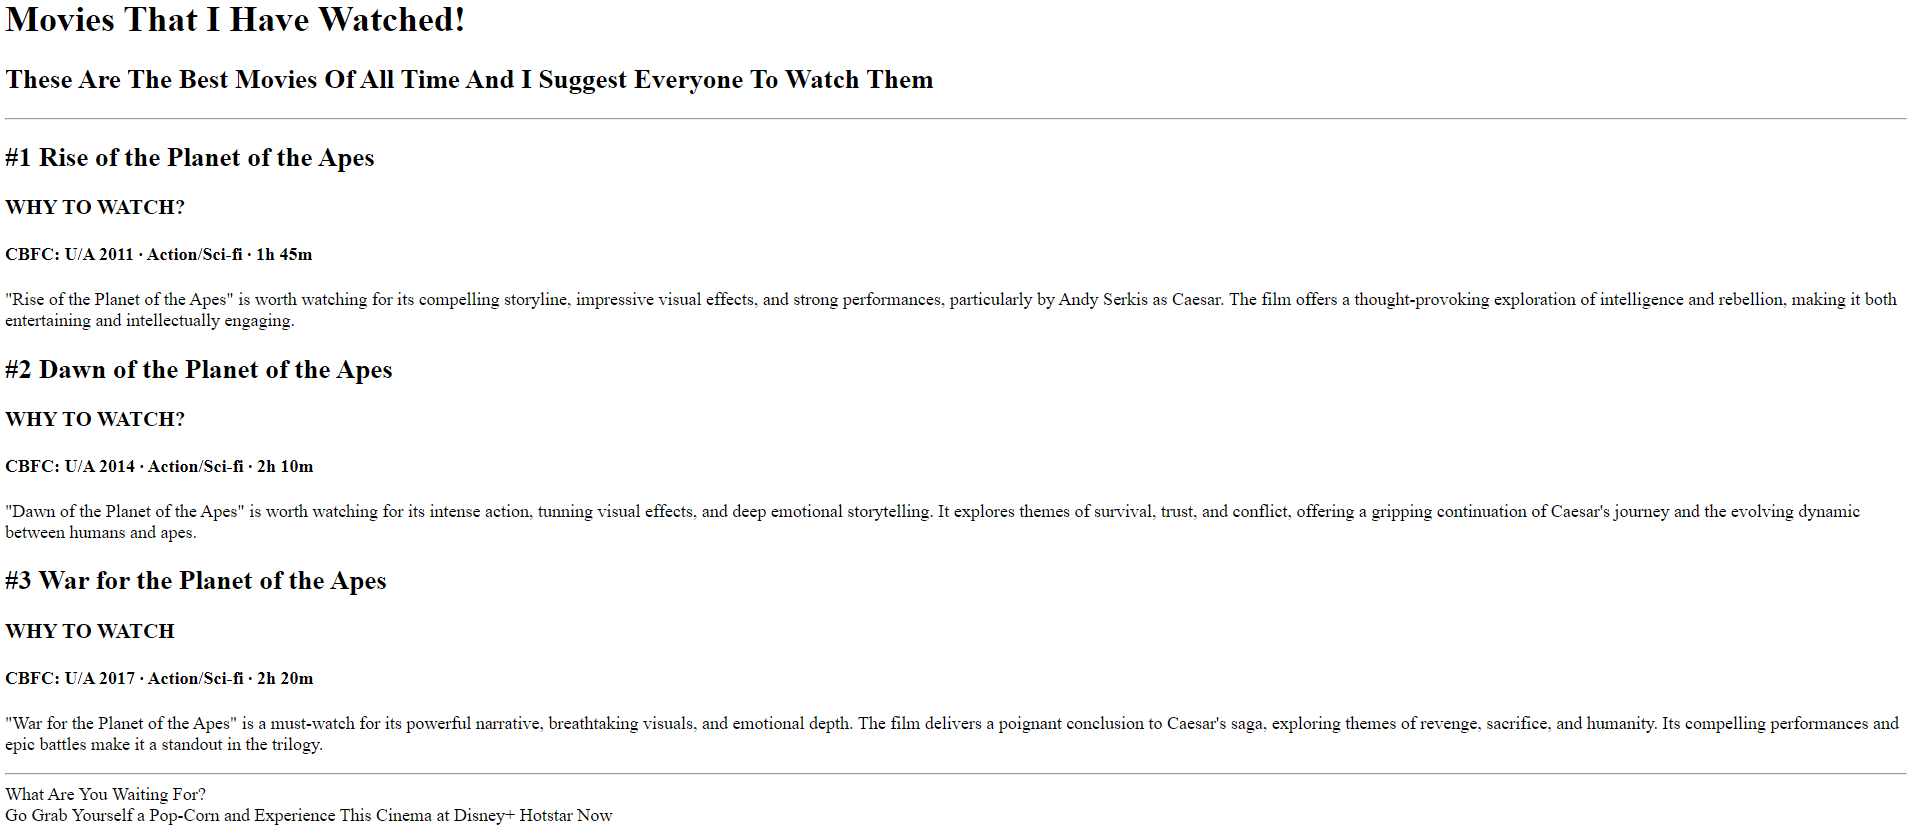 Movies That I Have Watched!
These Are The Best Movies Of All Time And I Suggest Everyone To Watch Them
#1 Rise of the Planet of the Apes
WHY TO WATCH?
CBFC: U/A 2011 · Action/Sci-fi · 1h 45m
"Rise of the Planet of the Apes" is worth watching for its compelling storyline, impressive visual effects, and strong performances, particularly by Andy Serkis as Caesar. The film offers a thought-provoking exploration of intelligence and rebellion, making it both
entertaining and intellectually engaging.
#2 Dawn of the Planet of the Apes
WHY TO WATCH?
CBFC: U/A 2014 · Action/Sci-fi · 2h 10m
"Dawn of the Planet of the Apes" is worth watching for its intense action, tunning visual effects, and deep emotional storytelling. It explores themes of survival, trust, and conflict, offering a gripping continuation of Caesar's journey and the evolving dynamic
between humans and apes.
#3 War for the Planet of the Apes
WHY TO WATCH
CBFC: U/A 2017 · Action/Sci-fi · 2h 20m
"War for the Planet of the Apes" is a must-watch for its powerful narrative, breathtaking visuals, and emotional depth. The film delivers a poignant conclusion to Caesar's saga, exploring themes of revenge, sacrifice, and humanity. Its compelling performances and
epic battles make it a standout in the trilogy.
What Are You Waiting For?
Go Grab Yourself a Pop-Corn and Experience This Cinema at Disney+ Hotstar Now